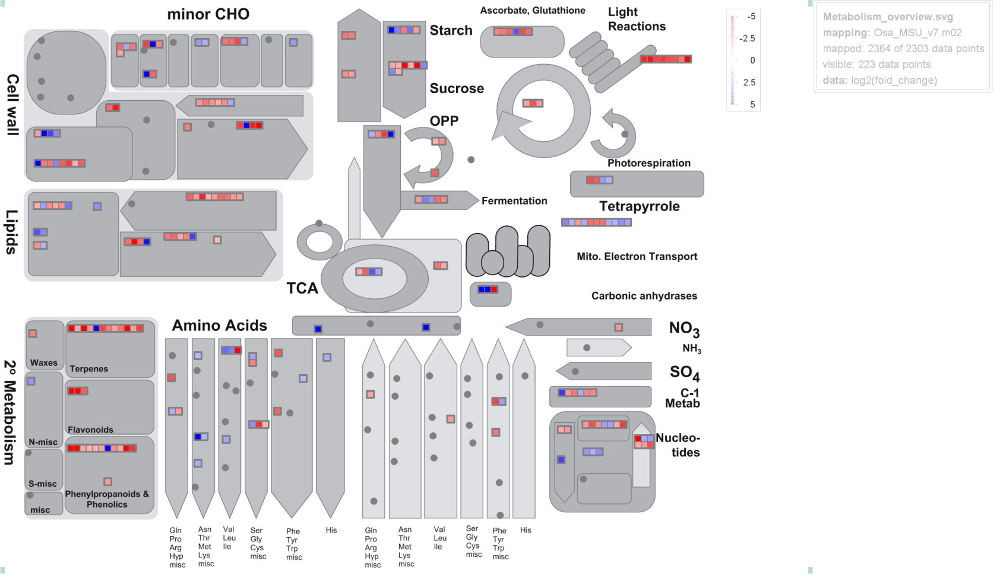 minor CHO
Starch
Sucrose
OPP
Fermentation
Ascorbate, Glutathione
Light
Reactions
-5
-2.5
0
2.5
5
Metabolism_overview.svg
mapping: Osa_MSU_v7.m02
mapped: 2364 of 2303 data points
visible: 223 data points
data: log2(fold_change)
Cell wall
Lipids
Photorespiration
Tetrapyrrole
Mito. Electron Transport
Carbonic anhydrases
TCA
Amino Acids
2º Metabolism
Waxes
Terpenes
Flavonoids
N-misc
S-misc
misc
Phenylpropanoids &
Phenolics
NO3
NH3
SO4
C-1
Metab
Nucleo-
tides
Gln
Pro
Arg
Hyp
misc
Asn
Thr
Met
Lys
misc
Val
Leu
Ile
Ser
Gly
Cys
misc
Phe
Tyr
Trp
misc
His
Gln
Pro
Arg
Hyp
misc
Asn
Thr
Met
Lys
misc
Val
Leu
Ile
Ser
Gly
Cys
misc
Phe
Tyr
Trp
misc
His